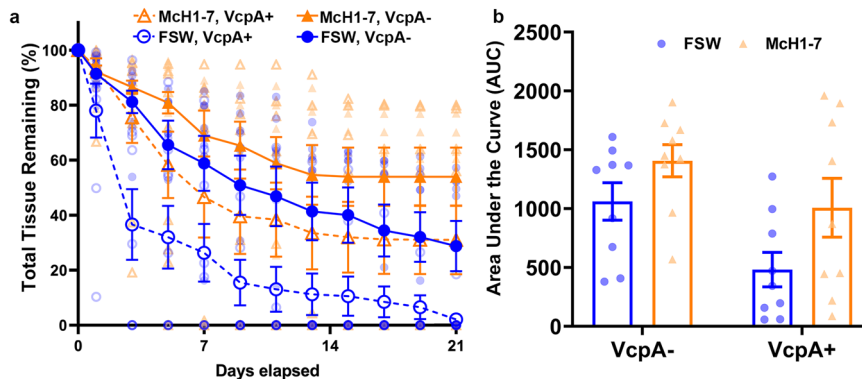 a
McH1-7, VcpA+ McH1-7, VcpA-
FSW, VcpA+ FSW, VcpA-
Total Tissue Remaining (%)
100
80
60
40
20
0
0 7 14 21
Days elapsed
b
FSW McH1-7
Area Under the Curve (AUC)
2500
2000
1500
1000
500
0
VcpA- VcpA+